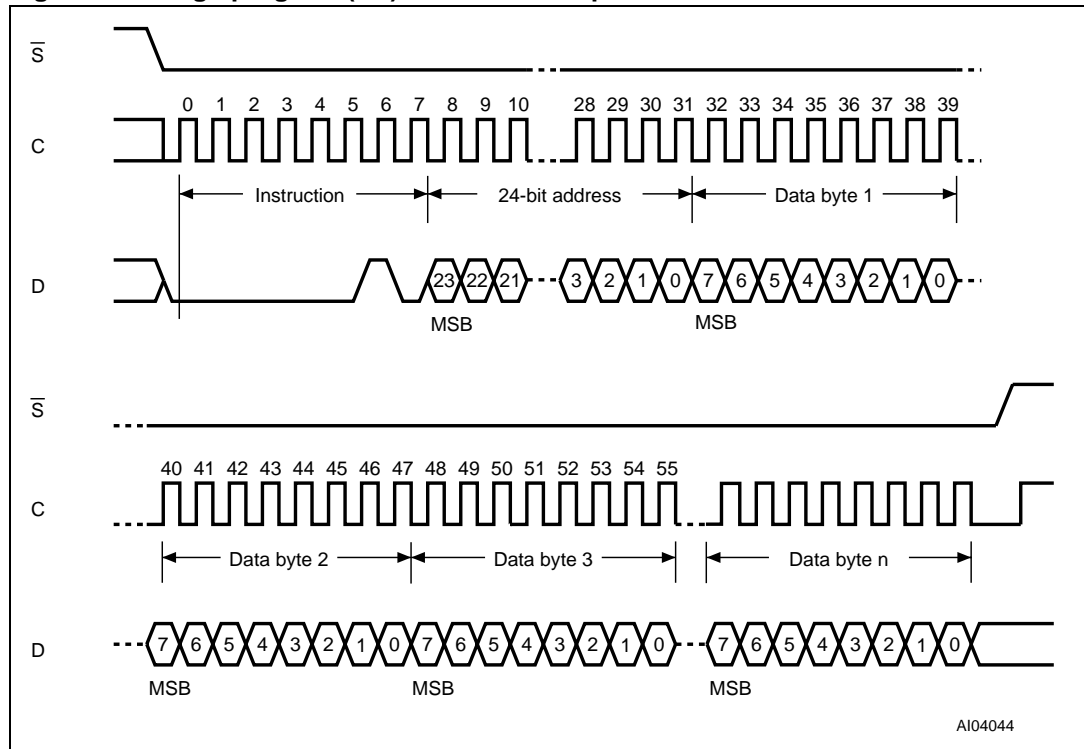 S
0 1 2 3 4 5 6 7 8 9 10 28 29 30 31 32 33 34 35 36 37 38 39
C
Instruction 24-bit address Data byte 1
D 23 22 21 3 2 1 0 7 6 5 4 3 2 1 0
MSB MSB
S
40 41 42 43 44 45 46 47 48 49 50 51 52 53 54 55
C
Data byte 2 Data byte 3 Data byte n
D 7 6 5 4 3 2 1 0 7 6 5 4 3 2 1 0 7 6 5 4 3 2 1 0
MSB MSB MSB
AI04044